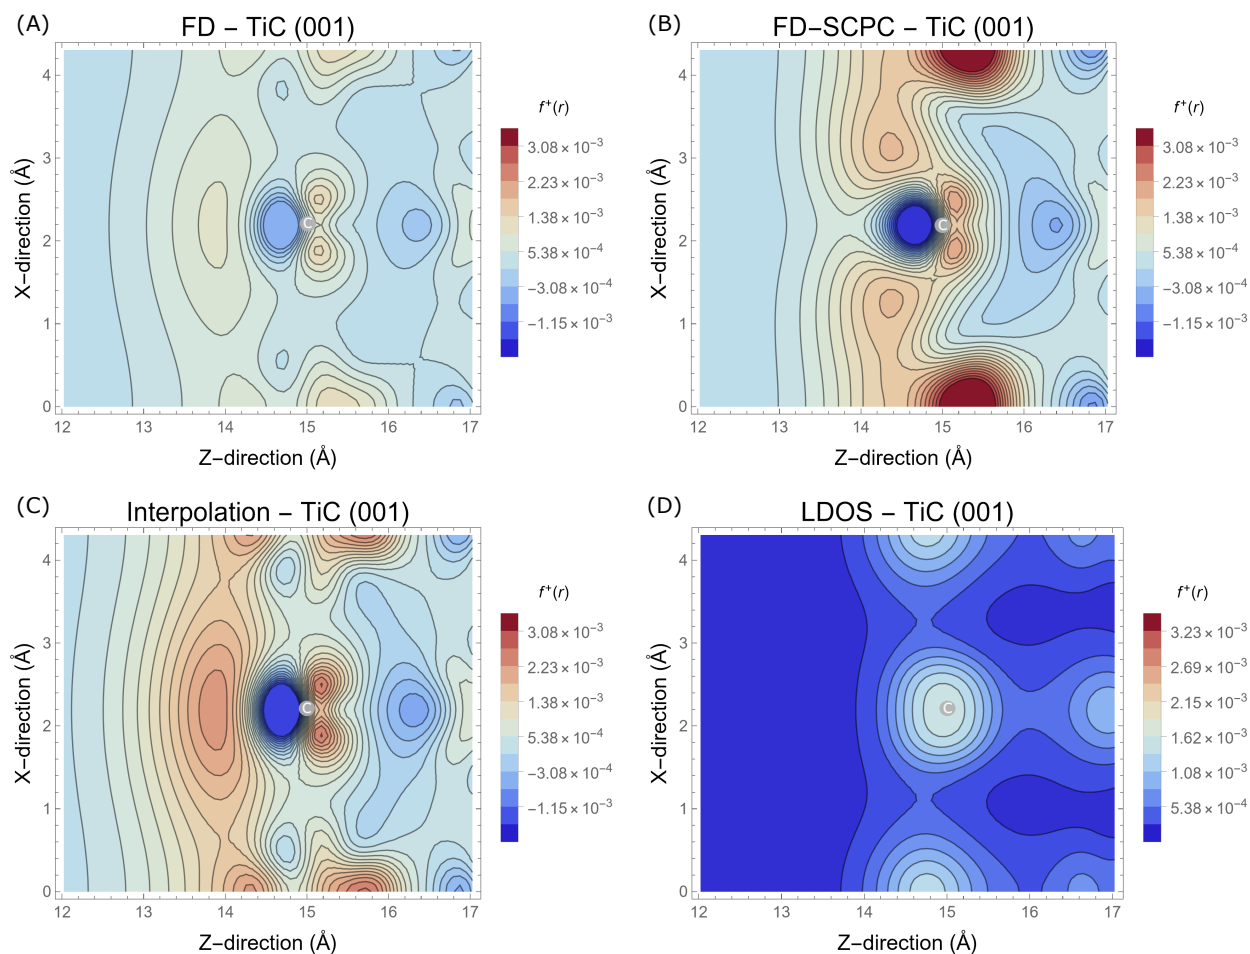 (A)
FD – TiC (001)
X–direction (Å)
4
3
2
1
0
12
13
14
15
16
17
Z–direction (Å)
C
f⁺(r)
3.08 × 10⁻³
2.23 × 10⁻³
1.38 × 10⁻³
5.38 × 10⁻⁴
−3.08 × 10⁻⁴
−1.15 × 10⁻³
(B)
FD–SCPC – TiC (001)
X–direction (Å)
4
3
2
1
0
12
13
14
15
16
17
Z–direction (Å)
C
f⁺(r)
3.08 × 10⁻³
2.23 × 10⁻³
1.38 × 10⁻³
5.38 × 10⁻⁴
−3.08 × 10⁻⁴
−1.15 × 10⁻³
(C)
Interpolation – TiC (001)
X–direction (Å)
4
3
2
1
0
12
13
14
15
16
17
Z–direction (Å)
C
f⁺(r)
3.08 × 10⁻³
2.23 × 10⁻³
1.38 × 10⁻³
5.38 × 10⁻⁴
−3.08 × 10⁻⁴
−1.15 × 10⁻³
(D)
LDOS – TiC (001)
X–direction (Å)
4
3
2
1
0
12
13
14
15
16
17
Z–direction (Å)
C
f⁺(r)
3.23 × 10⁻³
2.69 × 10⁻³
2.15 × 10⁻³
1.62 × 10⁻³
1.08 × 10⁻³
5.38 × 10⁻⁴